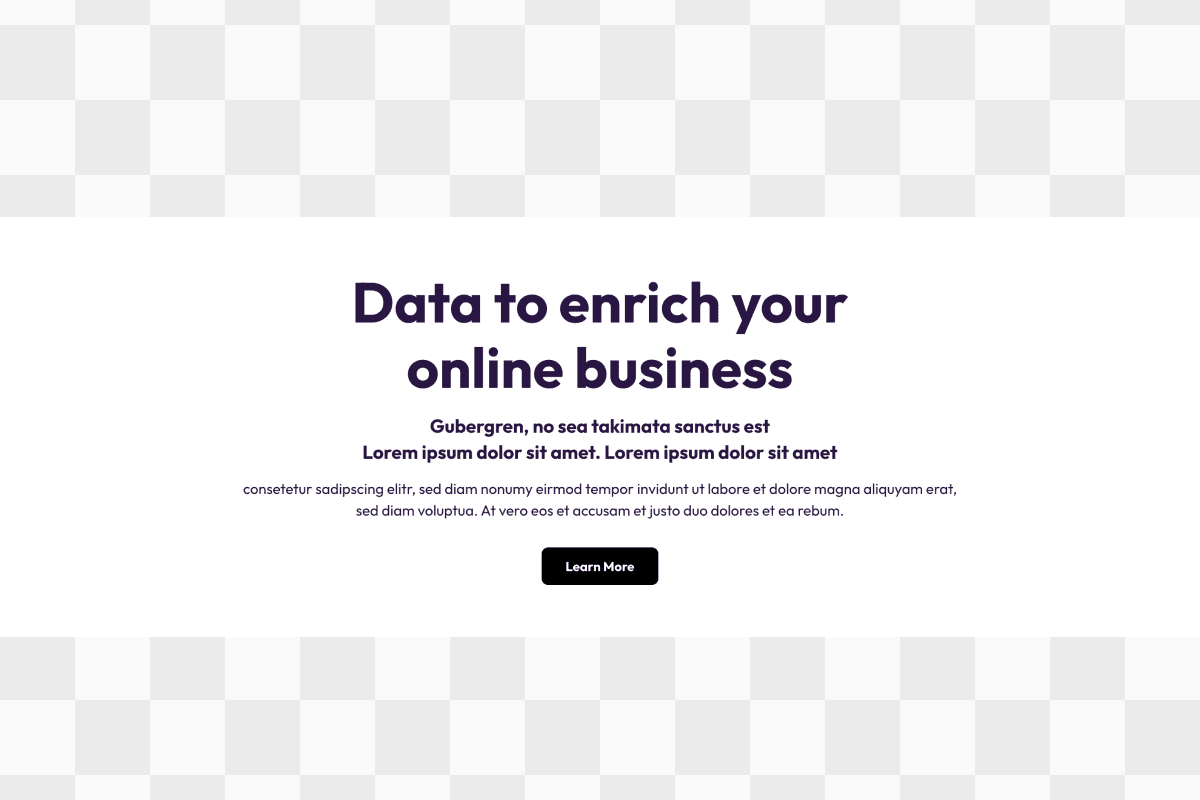 Data to enrich your
online business
Gubergren, no sea takimata sanctus est
Lorem ipsum dolor sit amet. Lorem ipsum dolor sit amet
consetetur sadipscing elitr, sed diam nonumy eirmod tempor invidunt ut labore et dolore magna aliquyam erat,
sed diam voluptua. At vero eos et accusam et justo duo dolores et ea rebum.
Learn More